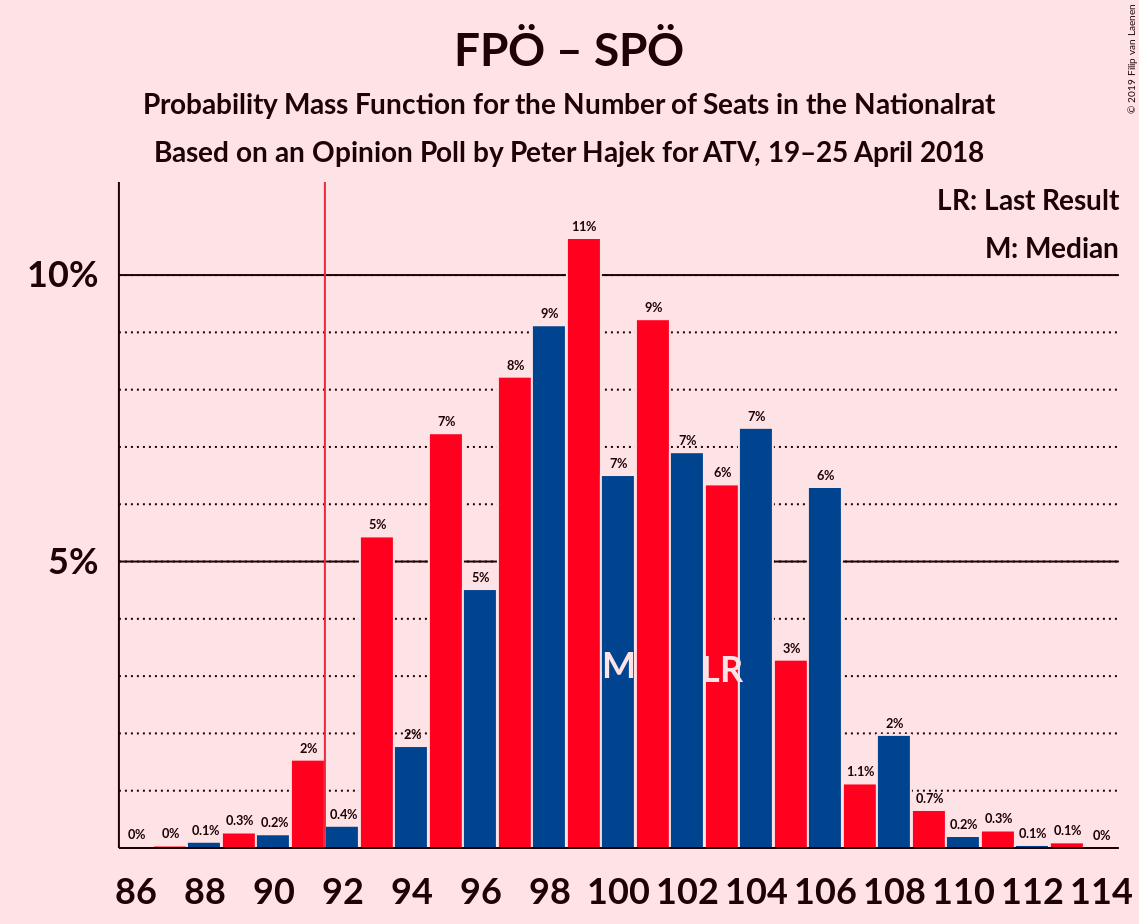 FPÖ – SPÖ
Probability Mass Function for the Number of Seats in the Nationalrat
Based on an Opinion Poll by Peter Hajek for ATV, 19–25 April 2018
© 2019 Filip van Laenen
LR: Last Result
M: Median
10%
5%
0% 0% 0.1% 0.3% 0.2% 2% 0.4% 5% 2% 7% 5% 8% 9% 11% 7% 9% 7% 6% 7% 3% 6% 1.1% 2% 0.7% 0.2% 0.3% 0.1% 0.1% 0%
M LR
86 88 90 92 94 96 98 100 102 104 106 108 110 112 114